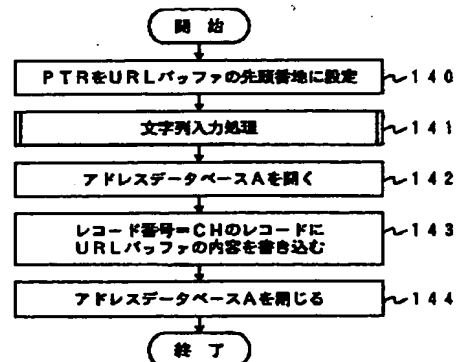 開始
PTRをURLバッファの先頭番地に設定 140
文字列入力処理 141
アドレスデータベースAを開く 142
レコード番号=CHのレコードに
URLバッファの内容を書き込む 143
アドレスデータベースAを閉じる 144
終了